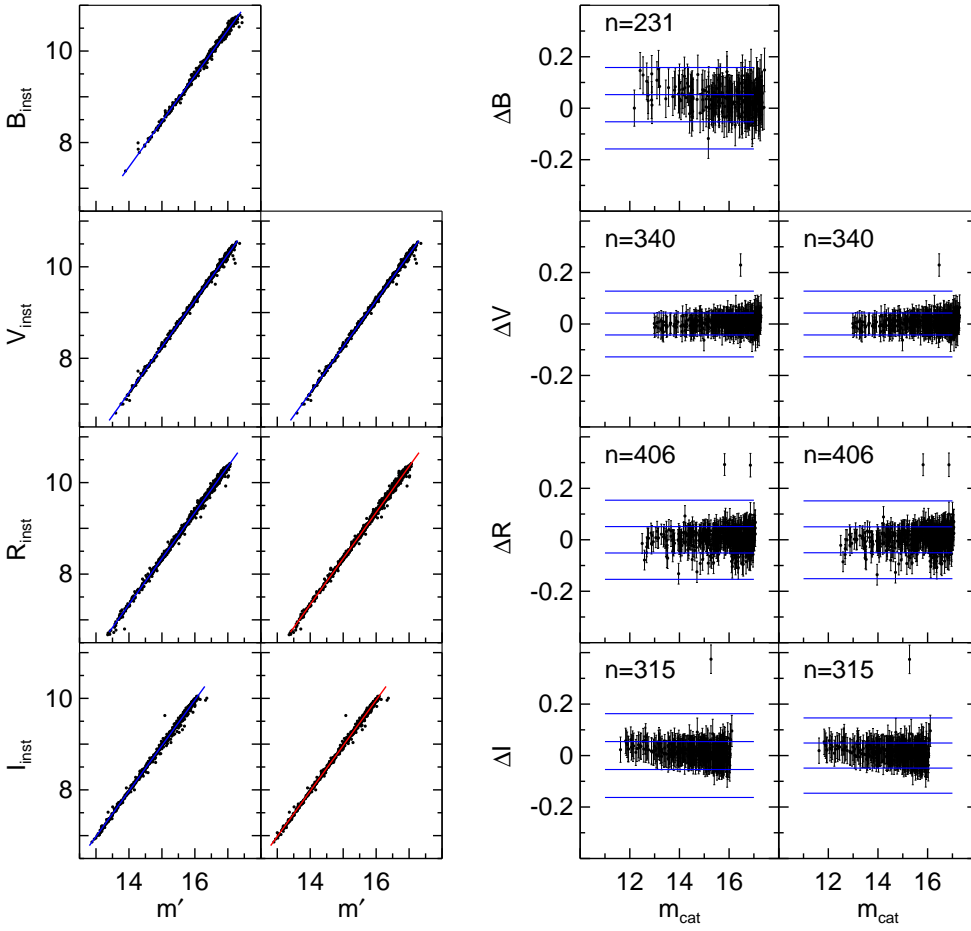 10
8
B_inst
n=231
0.2
0
-0.2
ΔB
10
8
V_inst
n=340
n=340
0.2
0
-0.2
ΔV
10
8
R_inst
n=406
n=406
0.2
0
-0.2
ΔR
10
8
I_inst
n=315
n=315
0.2
0
-0.2
ΔI
14 16 14 16
m′ m′
12 14 16 12 14 16
m_cat m_cat